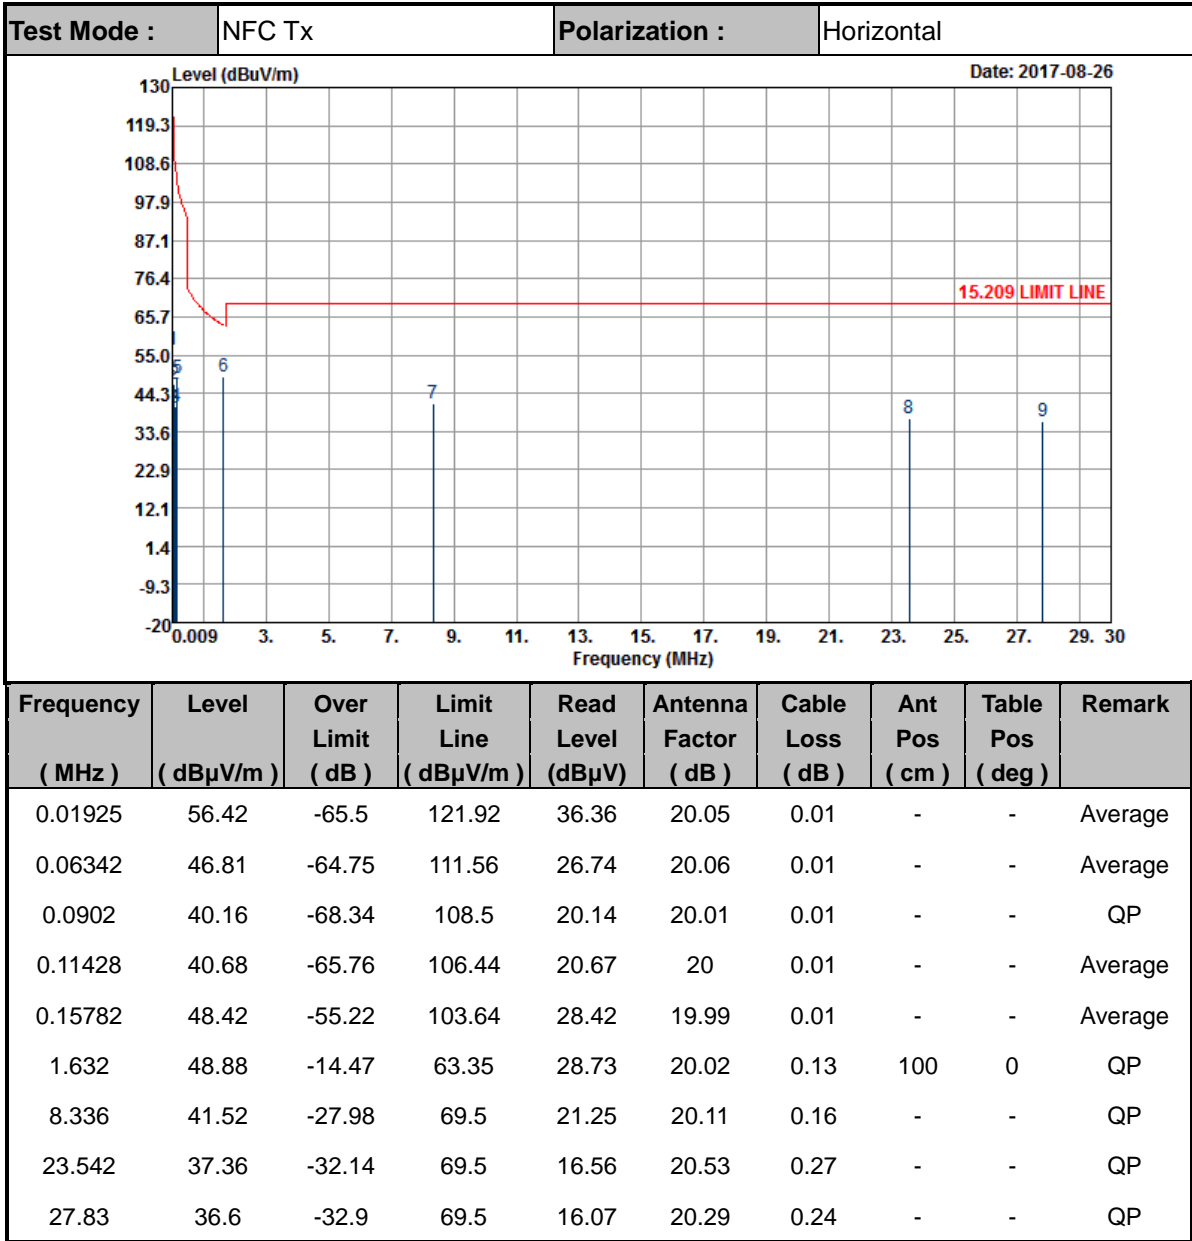 Test Mode : NFC Tx Polarization : Horizontal
Level (dBuV/m) Date: 2017-08-26
130
119.3
108.6
97.9
87.1
76.4
15.209 LIMIT LINE
65.7
55.0
5 6
44.3
7
8 9
33.6
22.9
12.1
1.4
-9.3
-20
0.009 3. 5. 7. 9. 11. 13. 15. 17. 19. 21. 23. 25. 27. 29. 30
Frequency (MHz)
Frequency Level Over Limit Read Antenna Cable Ant Table Remark
Limit Line Level Factor Loss Pos Pos
( MHz ) ( dBµV/m ) ( dB ) ( dBµV/m ) (dBµV) ( dB ) ( dB ) ( cm ) ( deg )
0.01925 56.42 -65.5 121.92 36.36 20.05 0.01 - - Average
0.06342 46.81 -64.75 111.56 26.74 20.06 0.01 - - Average
0.0902 40.16 -68.34 108.5 20.14 20.01 0.01 - - QP
0.11428 40.68 -65.76 106.44 20.67 20 0.01 - - Average
0.15782 48.42 -55.22 103.64 28.42 19.99 0.01 - - Average
1.632 48.88 -14.47 63.35 28.73 20.02 0.13 100 0 QP
8.336 41.52 -27.98 69.5 21.25 20.11 0.16 - - QP
23.542 37.36 -32.14 69.5 16.56 20.53 0.27 - - QP
27.83 36.6 -32.9 69.5 16.07 20.29 0.24 - - QP